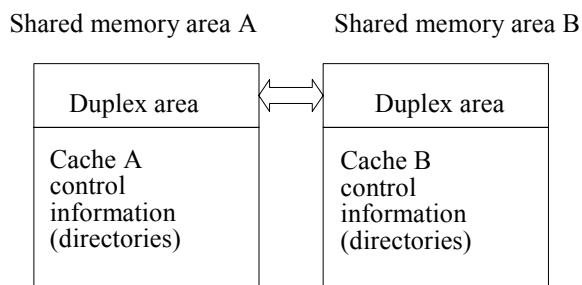 Shared memory area A
Shared memory area B
Duplex area
Duplex area
Cache A
control
information
(directories)
Cache B
control
information
(directories)